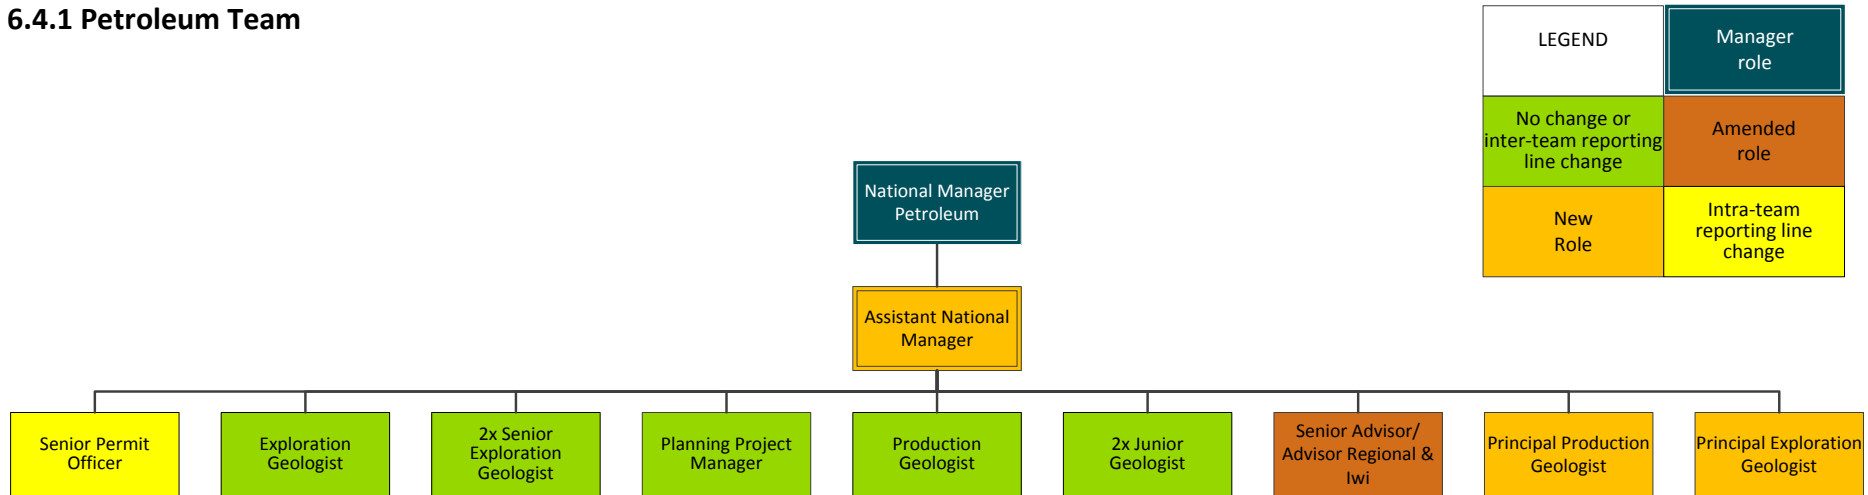 6.4.1 Petroleum Team
LEGEND
Manager
role
No change or
inter-team reporting
line change
Amended
role
New
Role
Intra-team
reporting line
change
National Manager
Petroleum
Assistant National
Manager
Senior Permit
Officer
Exploration
Geologist
2x Senior
Exploration
Geologist
Planning Project
Manager
Production
Geologist
2x Junior
Geologist
Senior Advisor/
Advisor Regional &
Iwi
Principal Production
Geologist
Principal Exploration
Geologist